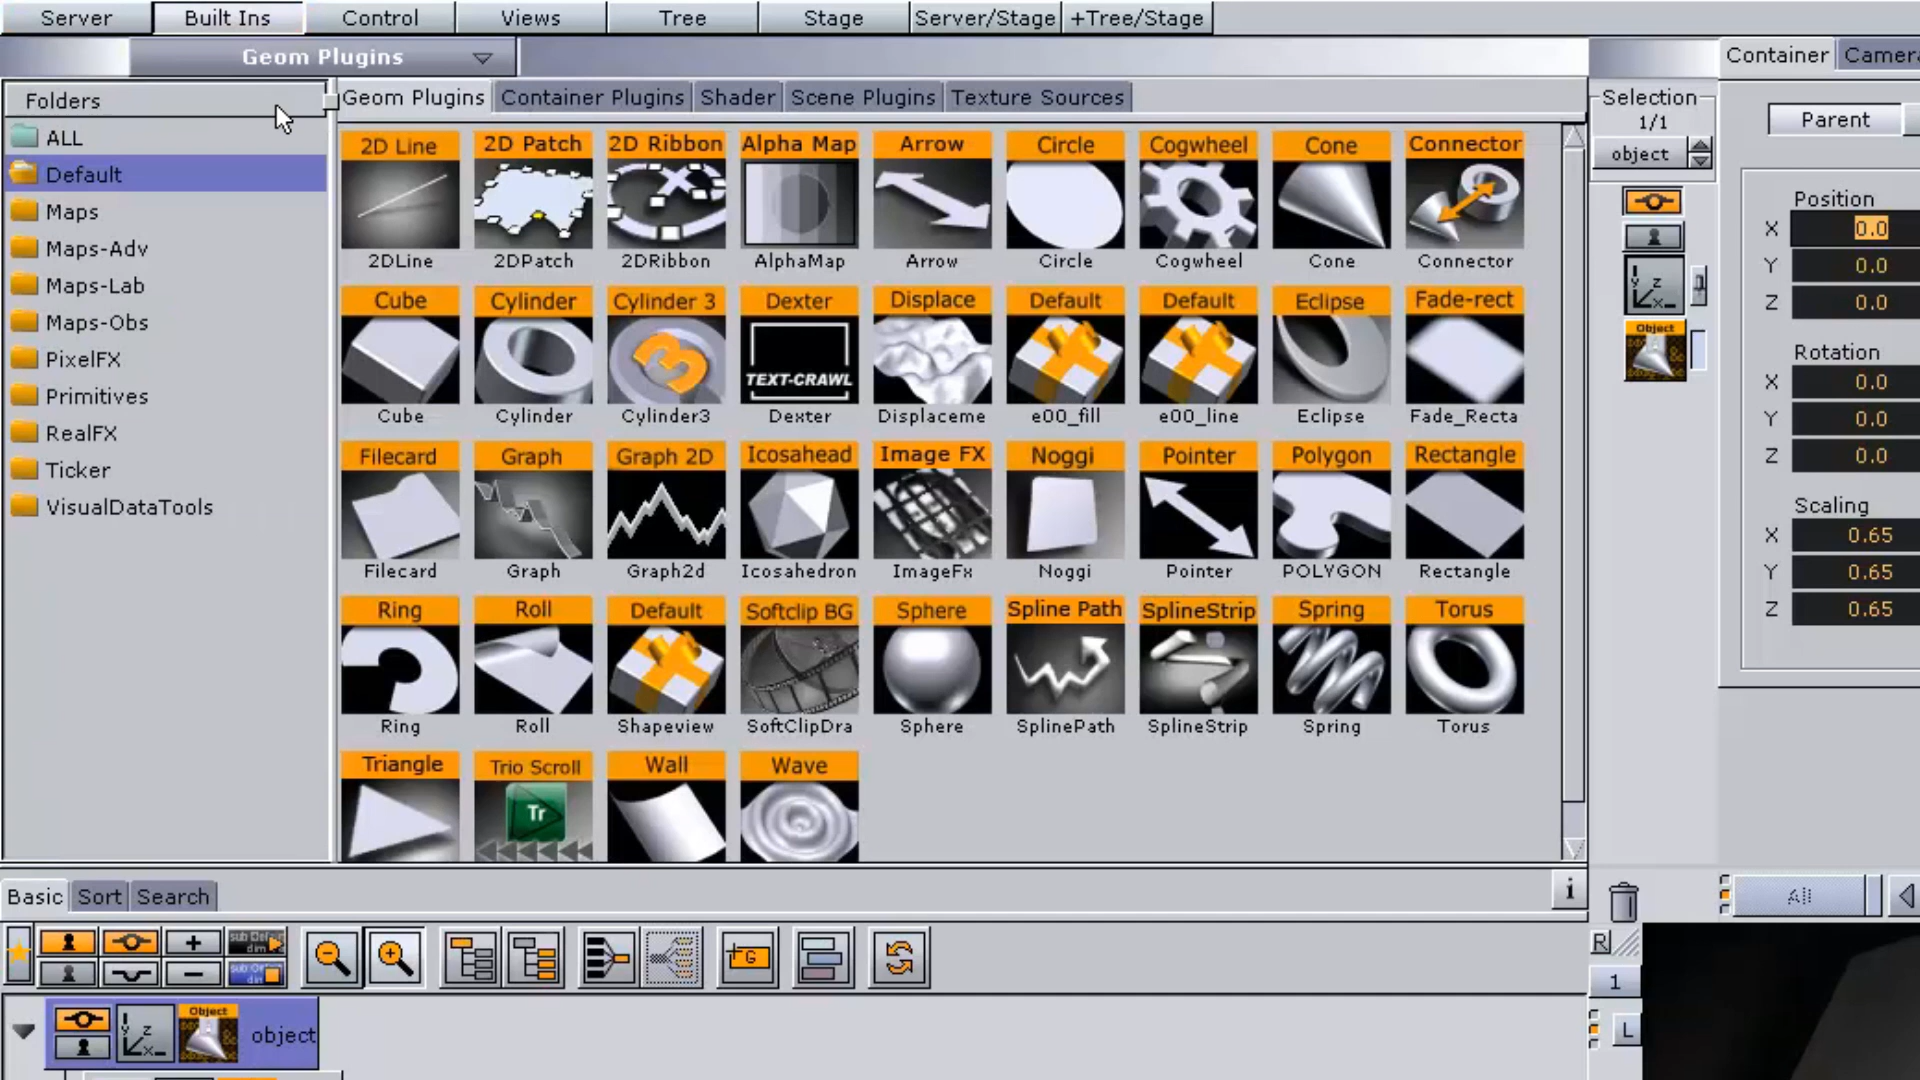 Server Built Ins Control Views Tree Stage Server/Stage +Tree/Stage
Geom Plugins
Container Camera
Folders
ALL
Default
Maps
Maps-Adv
Maps-Lab
Maps-Obs
PixelFX
Primitives
RealFX
Ticker
VisualDataTools
Geom Plugins Container Plugins Shader Scene Plugins Texture Sources
2D Line 2D Patch 2D Ribbon Alpha Map Arrow Circle Cogwheel Cone Connector
2DLine 2DPatch 2DRibbon AlphaMap Arrow Circle Cogwheel Cone Connector
Cube Cylinder Cylinder 3 Dexter Displace Default Default Eclipse Fade-rect
3
TEXT-CRAWL
Cube Cylinder Cylinder3 Dexter Displaceme e00_fill e00_line Eclipse Fade_Recta
Filecard Graph Graph 2D Icosahead Image FX Noggi Pointer Polygon Rectangle
Filecard Graph Graph2d Icosahedron ImageFx Noggi Pointer POLYGON Rectangle
Ring Roll Default Softclip BG Sphere Spline Path SplineStrip Spring Torus
Ring Roll Shapeview SoftClipDra Sphere SplinePath SplineStrip Spring Torus
Triangle Trio Scroll Wall Wave
Tr
Selection
1/1
object
y z
x
Object
Parent
Position
X 0.0
Y 0.0
Z 0.0
Rotation
X 0.0
Y 0.0
Z 0.0
Scaling
X 0.65
Y 0.65
Z 0.65
Basic Sort Search
i
All
+ -
G
R
1
L
y z
x
Object
object